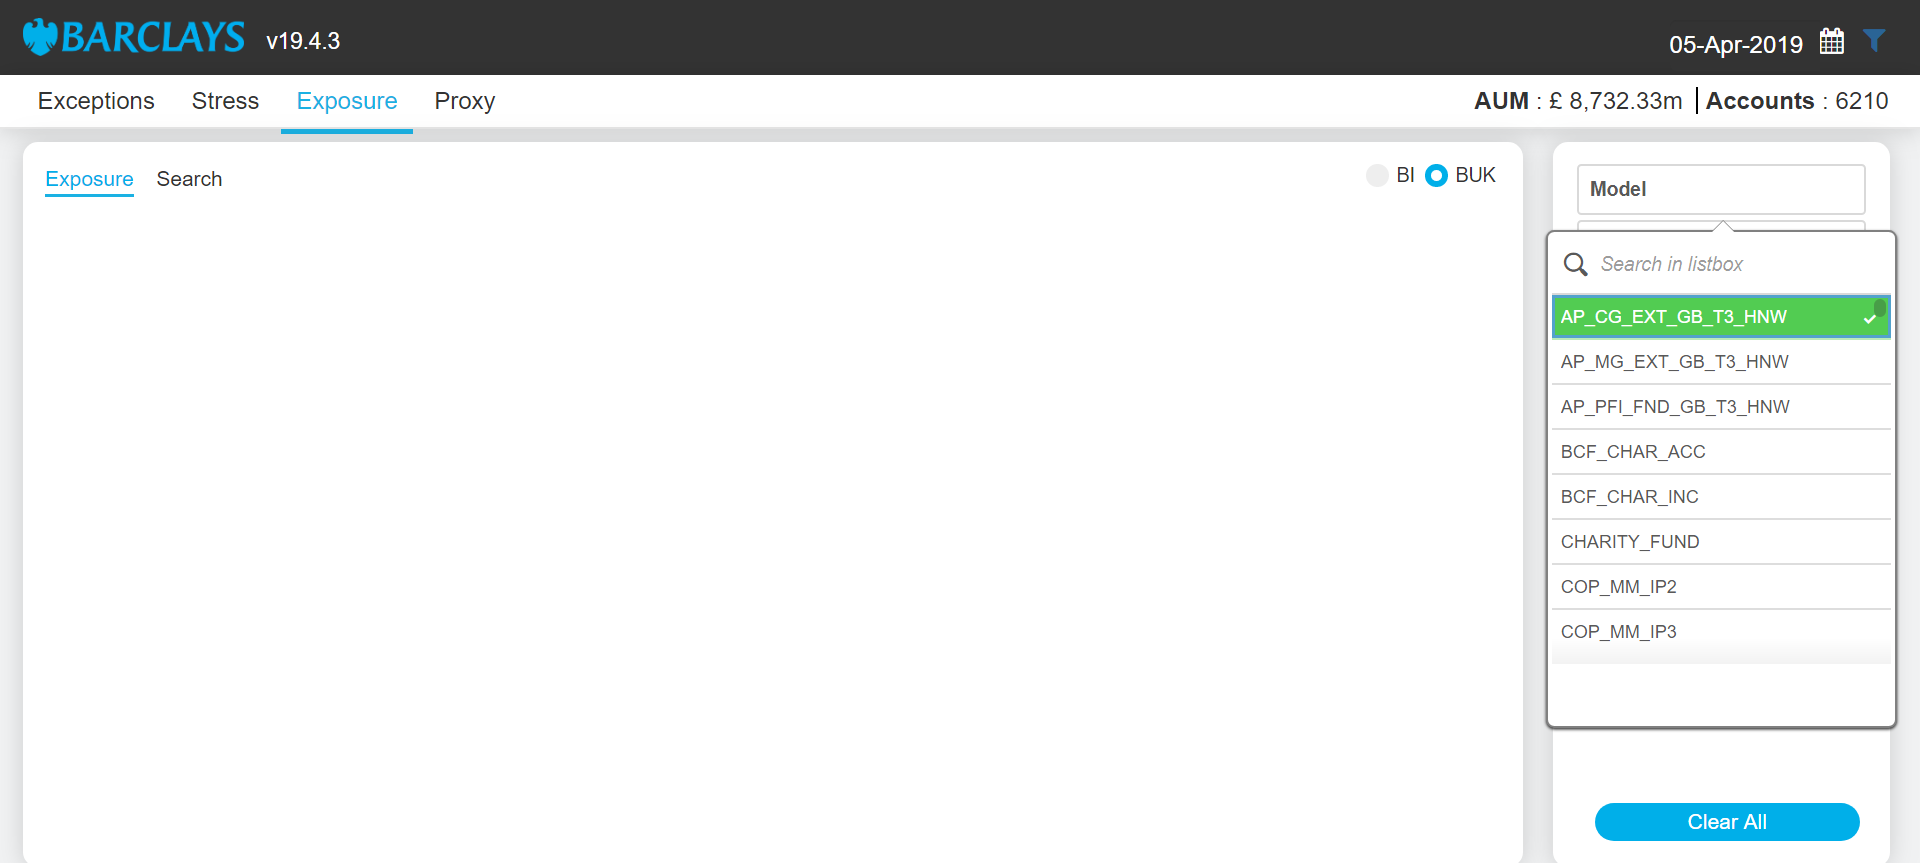 BARCLAYS v19.4.3 05-Apr-2019
Exceptions Stress Exposure Proxy AUM : £ 8,732.33m | Accounts : 6210
Exposure Search BI BUK
Model
Search in listbox
AP_CG_EXT_GB_T3_HNW
AP_MG_EXT_GB_T3_HNW
AP_PFI_FND_GB_T3_HNW
BCF_CHAR_ACC
BCF_CHAR_INC
CHARITY_FUND
COP_MM_IP2
COP_MM_IP3
Clear All